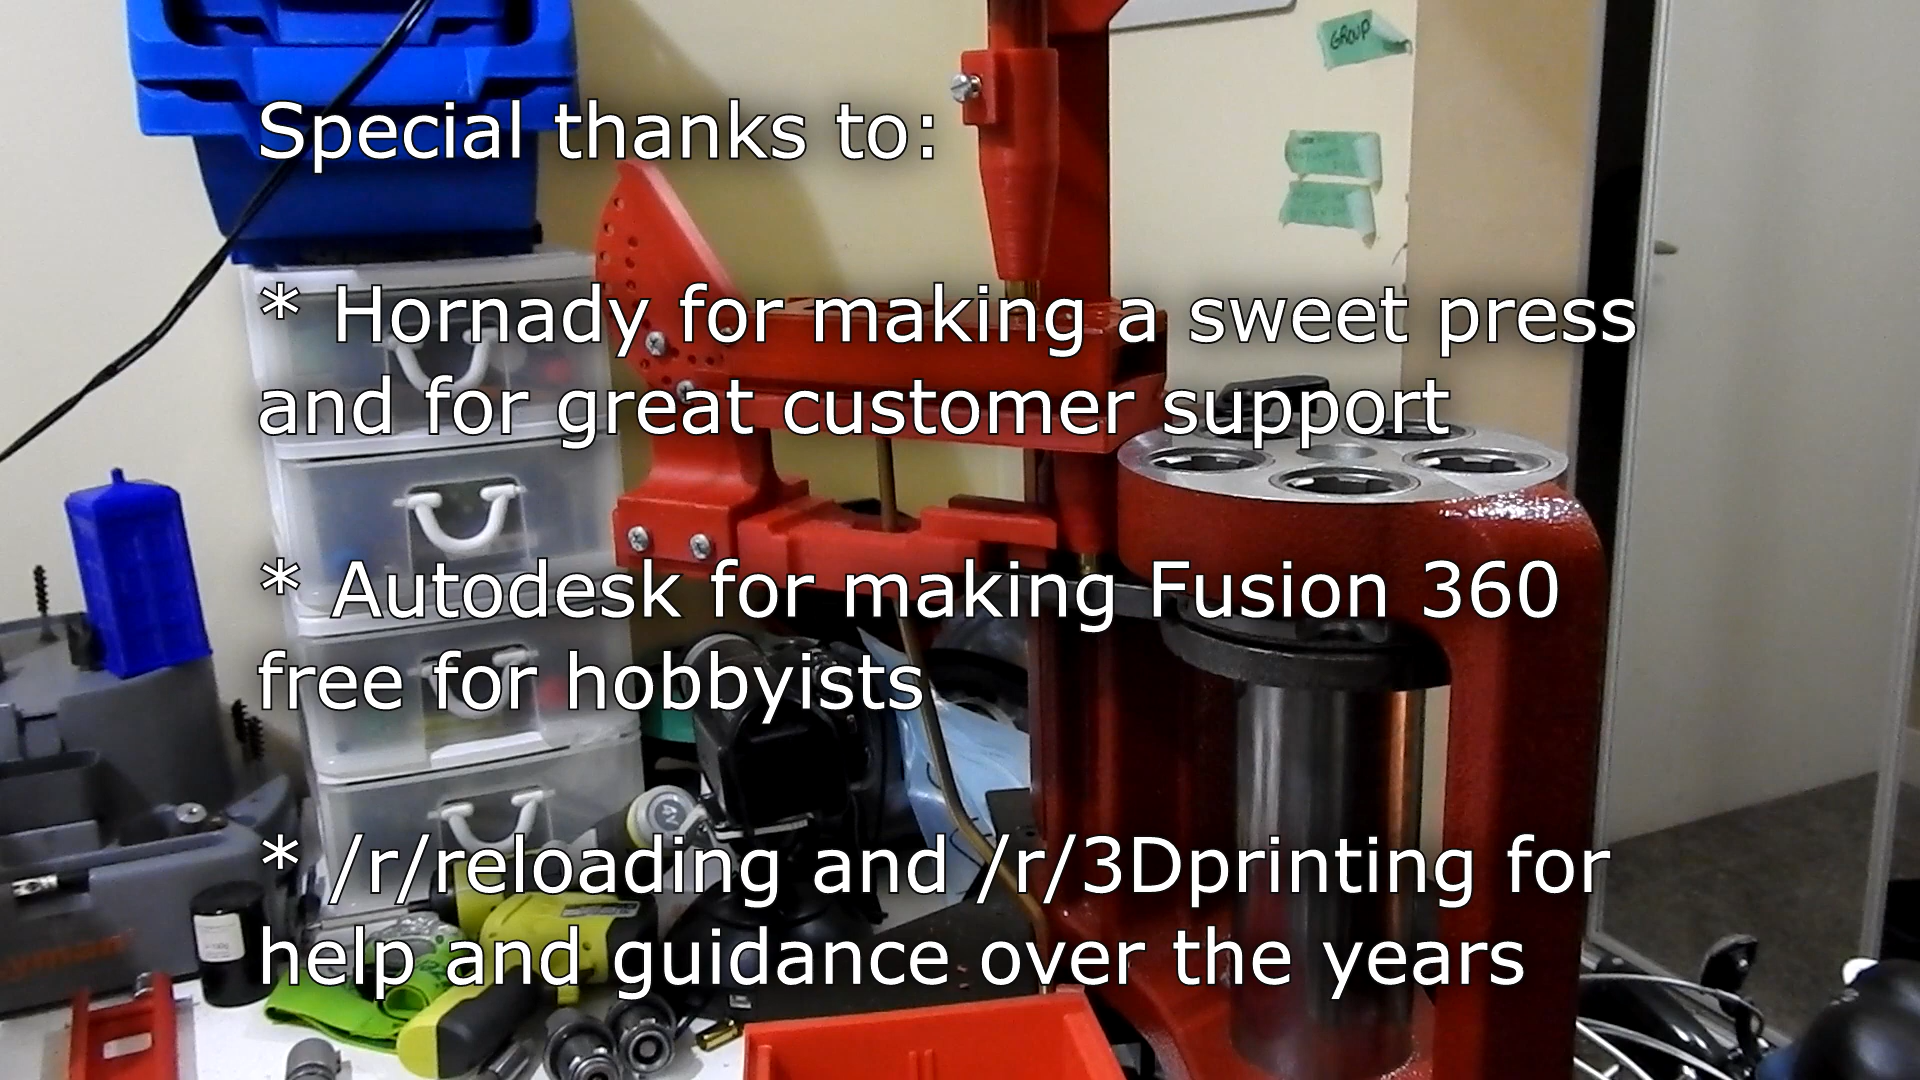 GROUP
Special thanks to:
* Hornady for making a sweet press
and for great customer support
* Autodesk for making Fusion 360
free for hobbyists
* /r/reloading and /r/3Dprinting for
help and guidance over the years